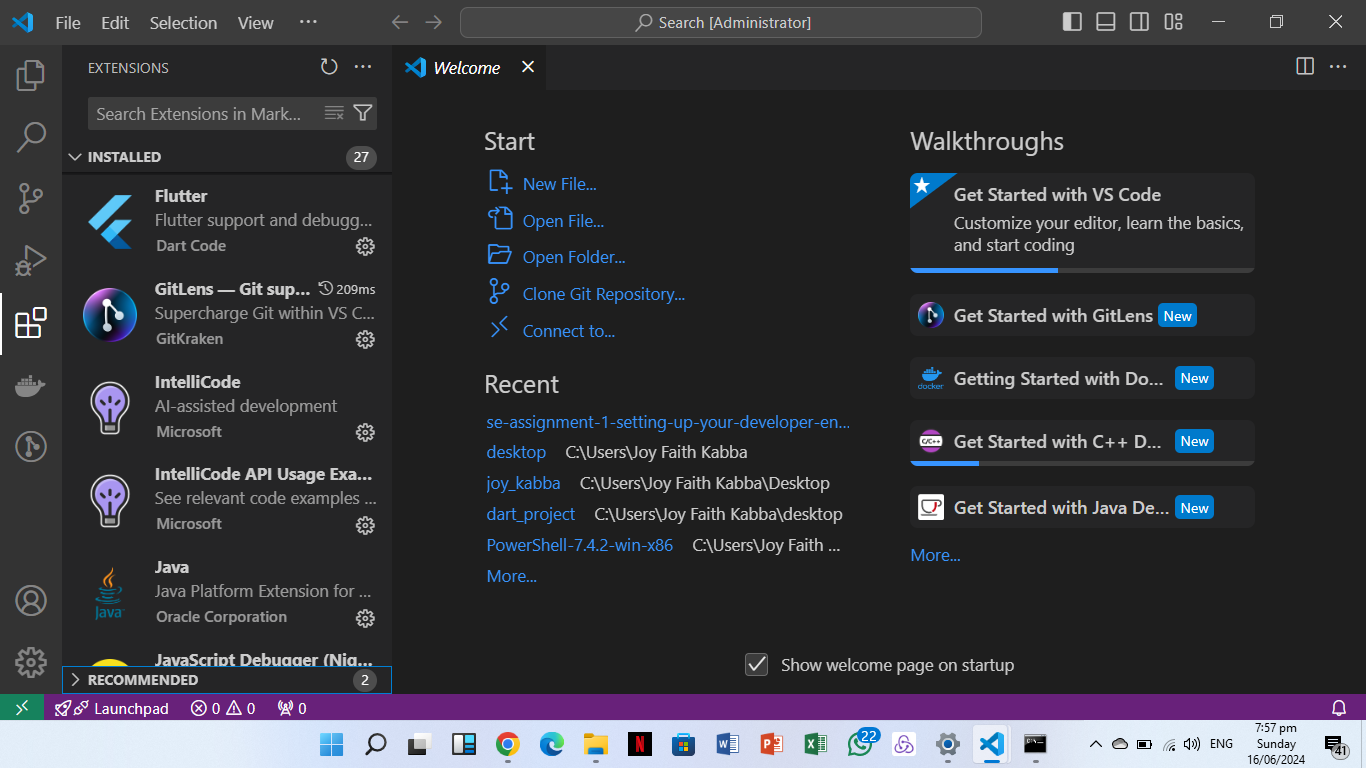 File Edit Selection View ···
Search [Administrator]
EXTENSIONS
Search Extensions in Mark...
INSTALLED 27
Flutter
Flutter support and debugg...
Dart Code
GitLens — Git sup... 209ms
Supercharge Git within VS C...
GitKraken
IntelliCode
AI-assisted development
Microsoft
IntelliCode API Usage Exa...
See relevant code examples ...
Microsoft
Java
Java Platform Extension for ...
Oracle Corporation
JavaScript Debugger (Nig...
RECOMMENDED 2
Welcome
Start
New File...
Open File...
Open Folder...
Clone Git Repository...
Connect to...
Recent
se-assignment-1-setting-up-your-developer-en...
desktop C:\Users\Joy Faith Kabba
joy_kabba C:\Users\Joy Faith Kabba\Desktop
dart_project C:\Users\Joy Faith Kabba\desktop
PowerShell-7.4.2-win-x86 C:\Users\Joy Faith ...
More...
Walkthroughs
Get Started with VS Code
Customize your editor, learn the basics,
and start coding
Get Started with GitLens New
docker
Getting Started with Do... New
C/C++
Get Started with C++ D... New
Get Started with Java De... New
More...
Show welcome page on startup
Launchpad 0 0 0
22
ENG
7:57 pm
Sunday
16/06/2024
41